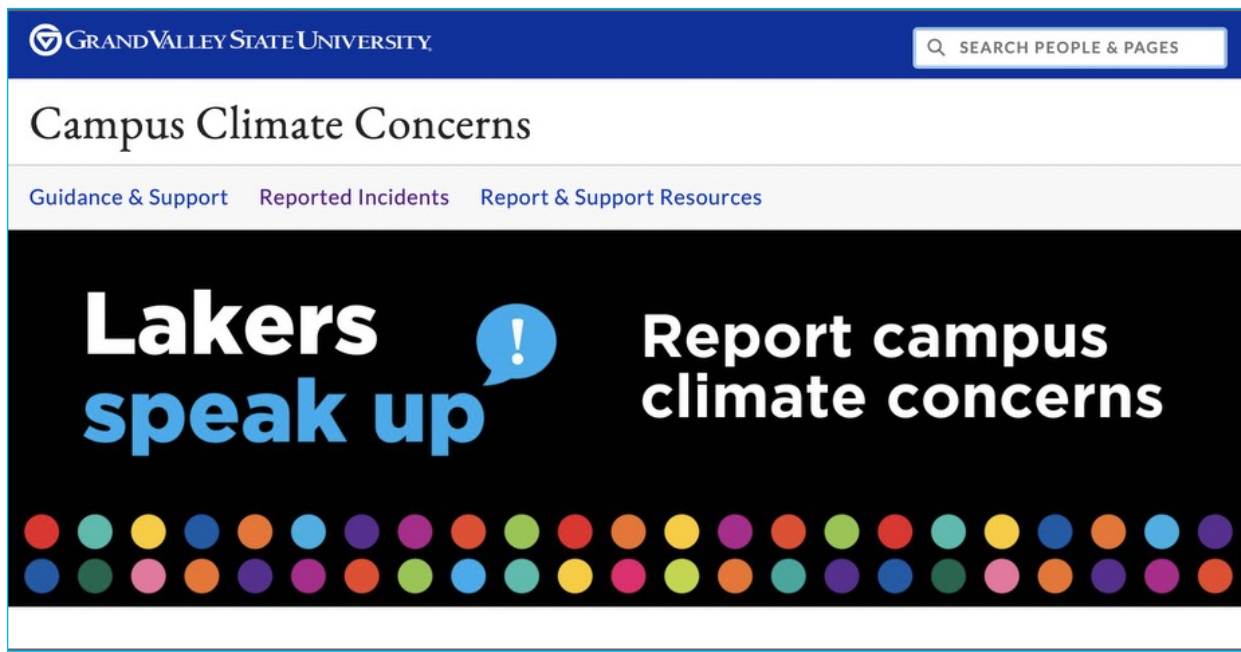 GRAND VALLEY STATE UNIVERSITY.
SEARCH PEOPLE & PAGES
Campus Climate Concerns
Guidance & Support Reported Incidents Report & Support Resources
Lakers
speak up
!
Report campus
climate concerns